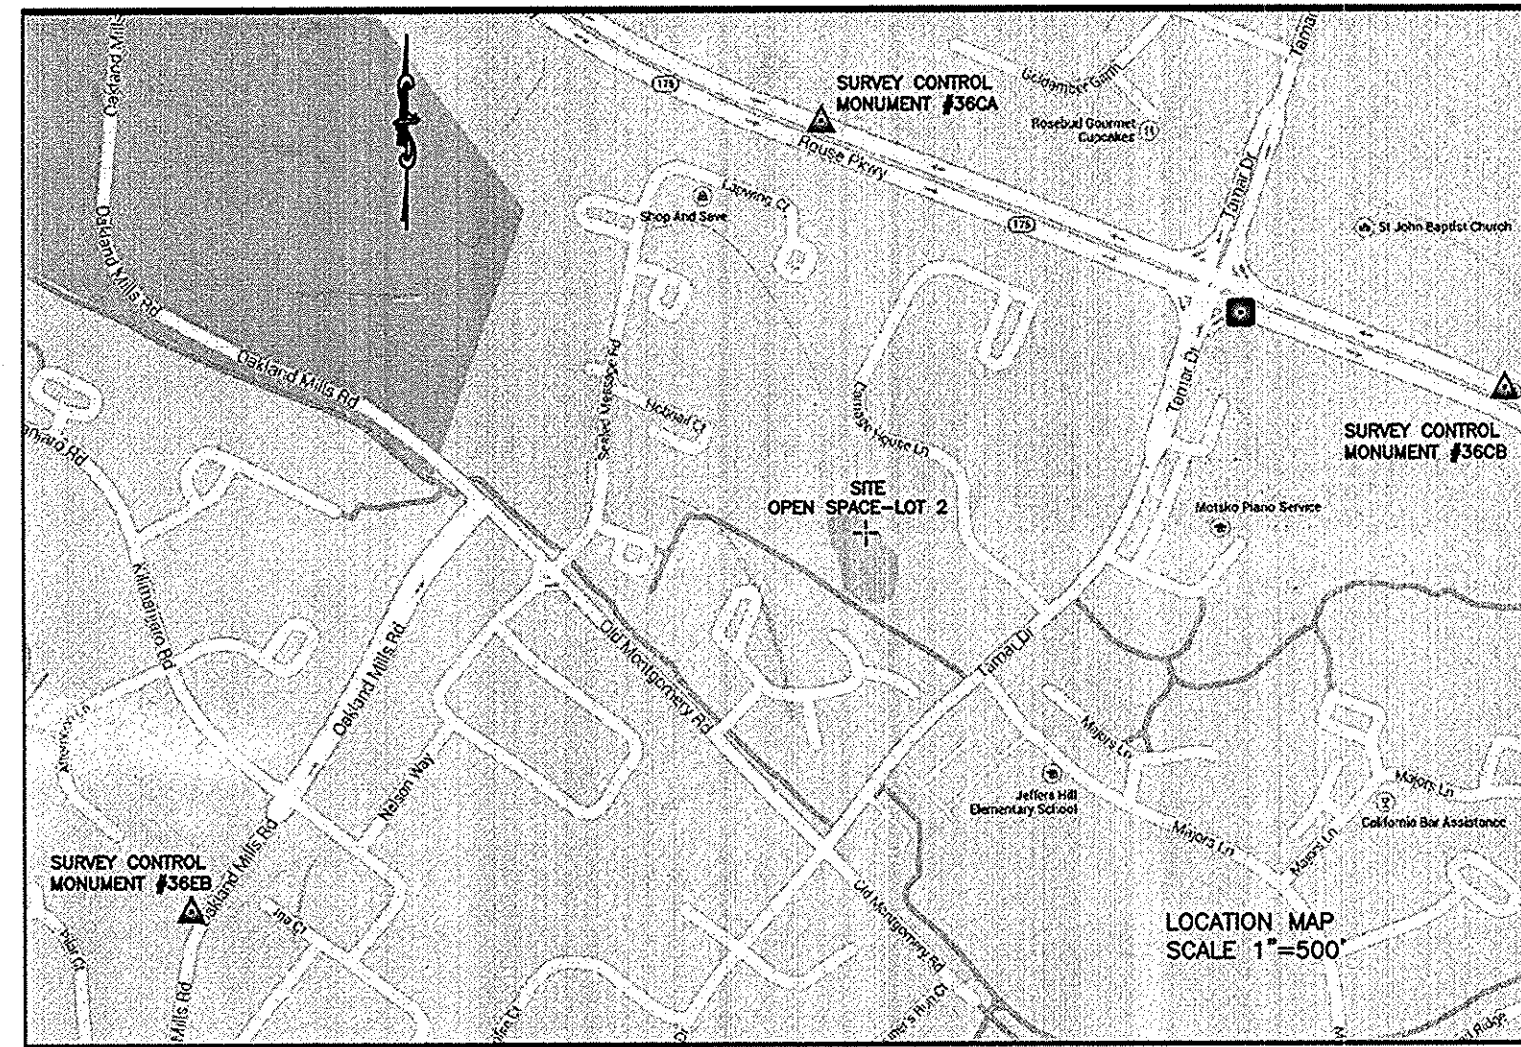 Oakland Mills
175
SURVEY CONTROL
MONUMENT #36CA
Goldamber Garth
Tamar
Rosebud Gourmet
Cupcakes
Rouse Pkwy
Tamar Dr
Lapwing Ct
Shop And Save
175
St John Baptist Church
Oakland Mills Rd
Oakland Mills Rd
Sealed Message Rd
Hobnail Ct
Carriage House Ln
Tamar Dr
SURVEY CONTROL
MONUMENT #36CB
SITE
OPEN SPACE-LOT 2
Motsko Piano Service
Kilimanjaro Rd
Oakland Mills Rd
Old Montgomery Rd
Tamar Dr
Majors Ln
Nelson Way
Jeffers Hill
Elementary School
Majors Ln
California Bar Assistance
Majors Ln
Majors Ln
SURVEY CONTROL
MONUMENT #36EB
Oakland Mills Rd
Old Montgomery Rd
LOCATION MAP
SCALE 1"=500'
Pilar Ct
Mills Rd
Ridge